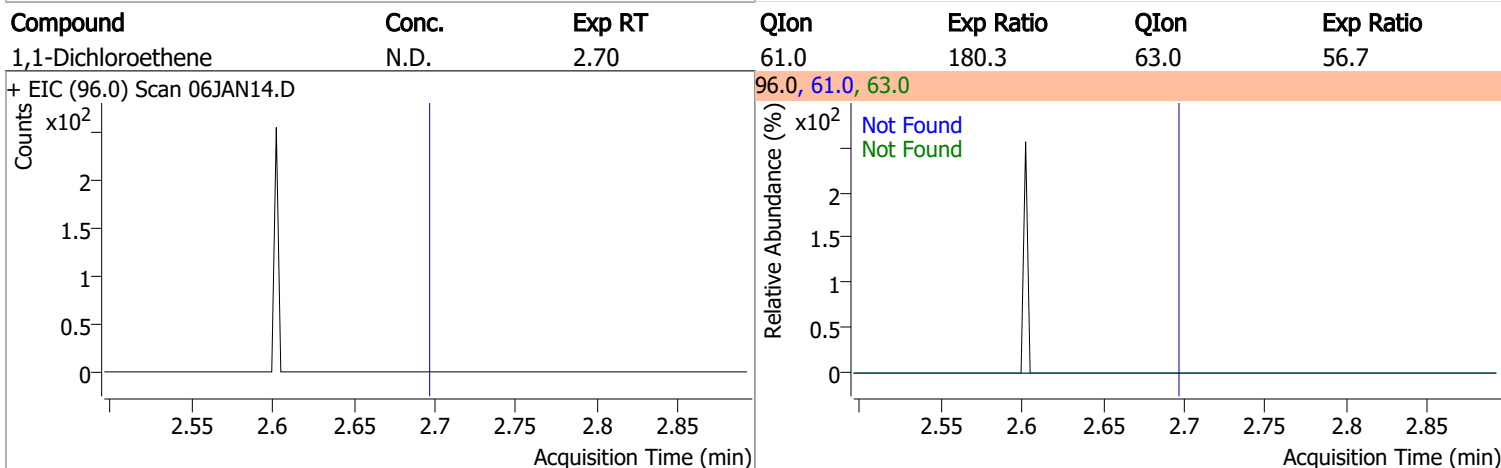 Compound Conc. Exp RT QIon Exp Ratio QIon Exp Ratio
1,1-Dichloroethene N.D. 2.70 61.0 180.3 63.0 56.7
+ EIC (96.0) Scan 06JAN14.D
96.0, 61.0, 63.0
Counts
x10²
2
1.5
1
0.5
0
2.55 2.6 2.65 2.7 2.75 2.8 2.85
Acquisition Time (min)
Relative Abundance (%)
x10²
Not Found
Not Found
2
1.5
1
0.5
0
2.55 2.6 2.65 2.7 2.75 2.8 2.85
Acquisition Time (min)